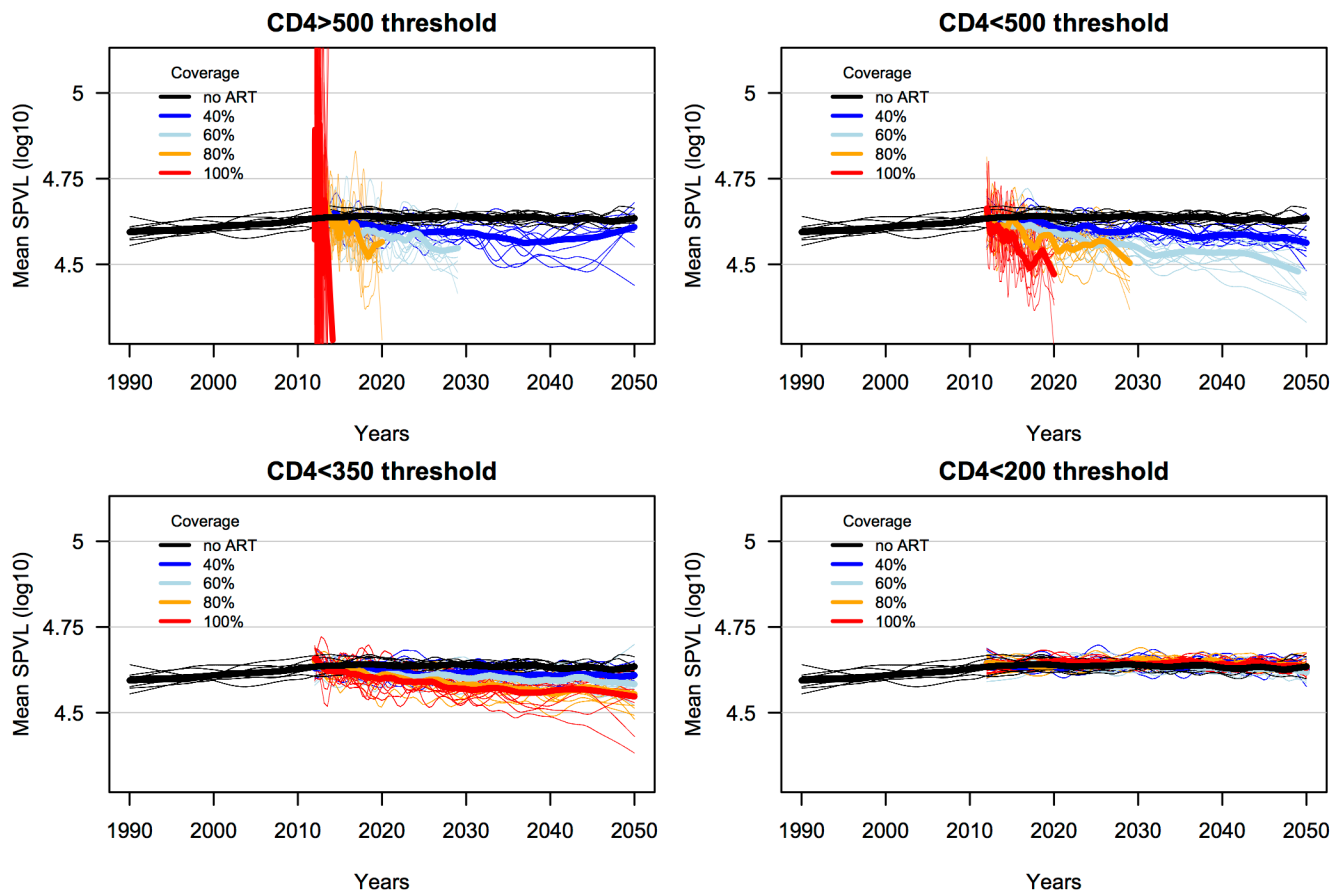 CD4>500 threshold
Mean SPVL (log10)
5
4.75
4.5
Coverage
no ART
40%
60%
80%
100%
1990 2000 2010 2020 2030 2040 2050
Years
CD4<500 threshold
Mean SPVL (log10)
5
4.75
4.5
Coverage
no ART
40%
60%
80%
100%
1990 2000 2010 2020 2030 2040 2050
Years
CD4<350 threshold
Mean SPVL (log10)
5
4.75
4.5
Coverage
no ART
40%
60%
80%
100%
1990 2000 2010 2020 2030 2040 2050
Years
CD4<200 threshold
Mean SPVL (log10)
5
4.75
4.5
Coverage
no ART
40%
60%
80%
100%
1990 2000 2010 2020 2030 2040 2050
Years